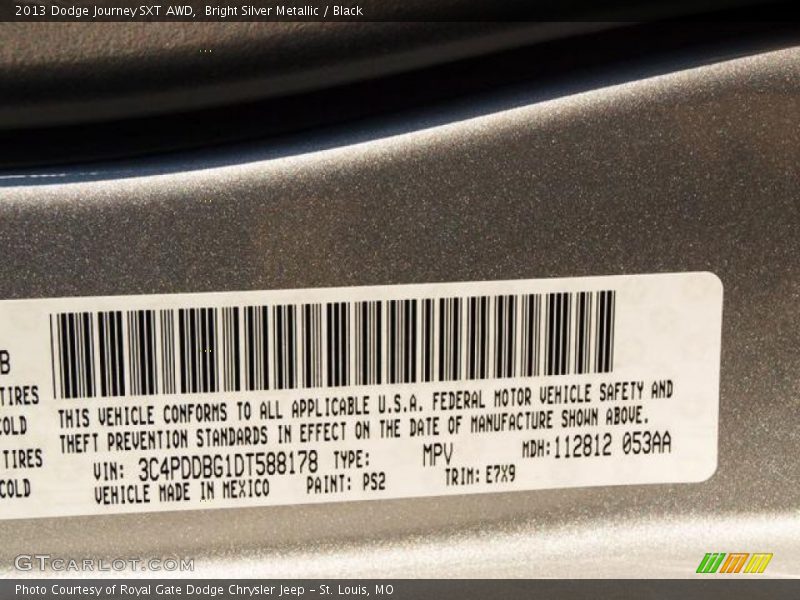 2013 Dodge Journey SXT AWD, Bright Silver Metallic / Black
B
TIRES
COLD
TIRES
COLD
THIS VEHICLE CONFORMS TO ALL APPLICABLE U.S.A. FEDERAL MOTOR VEHICLE SAFETY AND
THEFT PREVENTION STANDARDS IN EFFECT ON THE DATE OF MANUFACTURE SHOWN ABOVE.
VIN: 3C4PDDBG1DT588178 TYPE: MPV MDH:112812 053AA
VEHICLE MADE IN MEXICO PAINT: PS2 TRIM: E7X9
GTCARLOT.COM
Photo Courtesy of Royal Gate Dodge Chrysler Jeep – St. Louis, MO